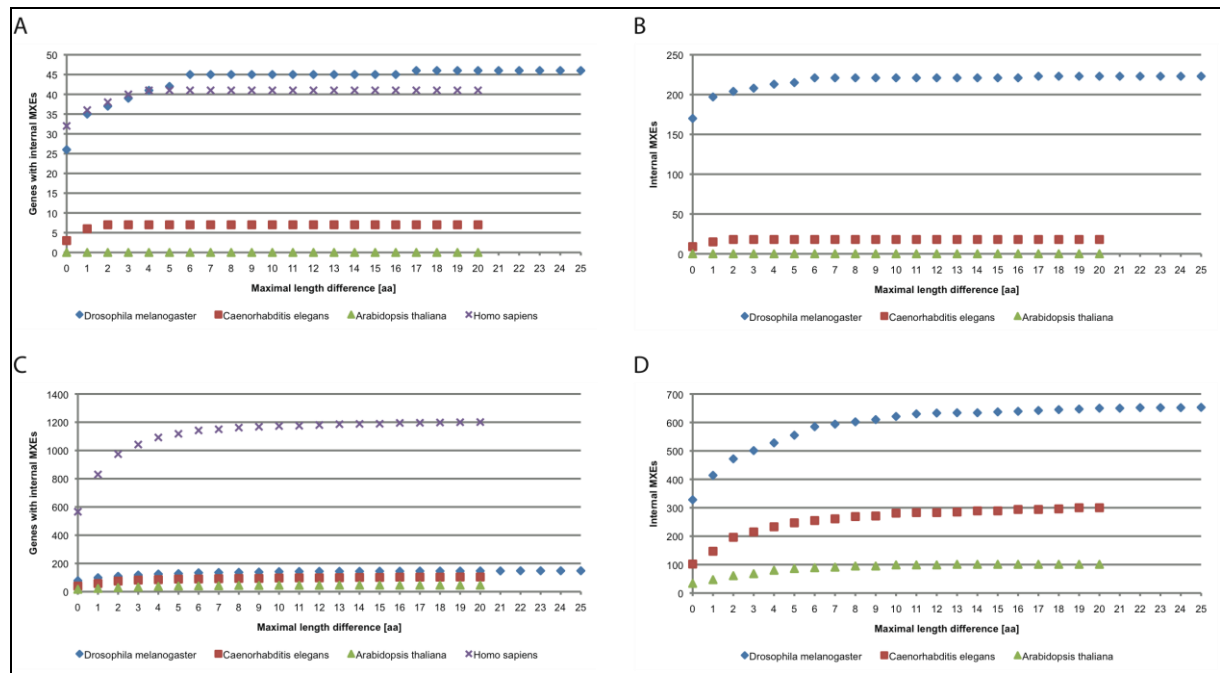 A
Genes with internal MXEs
50
45
40
35
30
25
20
15
10
5
0
0 1 2 3 4 5 6 7 8 9 10 11 12 13 14 15 16 17 18 19 20 21 22 23 24 25
Maximal length difference [aa]
Drosophila melanogaster Caenorhabditis elegans Arabidopsis thaliana Homo sapiens
B
Internal MXEs
250
200
150
100
50
0
0 1 2 3 4 5 6 7 8 9 10 11 12 13 14 15 16 17 18 19 20 21 22 23 24 25
Maximal length difference [aa]
Drosophila melanogaster Caenorhabditis elegans Arabidopsis thaliana
C
Genes with internal MXEs
1400
1200
1000
800
600
400
200
0
0 1 2 3 4 5 6 7 8 9 10 11 12 13 14 15 16 17 18 19 20 21 22 23 24 25
Maximal length difference [aa]
Drosophila melanogaster Caenorhabditis elegans Arabidopsis thaliana Homo sapiens
D
Internal MXEs
700
600
500
400
300
200
100
0
0 1 2 3 4 5 6 7 8 9 10 11 12 13 14 15 16 17 18 19 20 21 22 23 24 25
Maximal length difference [aa]
Drosophila melanogaster Caenorhabditis elegans Arabidopsis thaliana